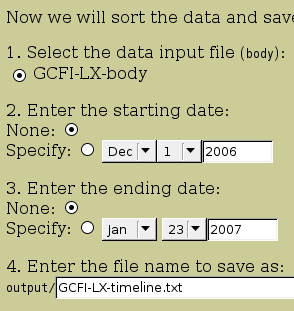 Now we will sort the data and save
1. Select the data input file (body):
GCFI-LX-body
2. Enter the starting date:
None:
Specify: Dec 1 2006
3. Enter the ending date:
None:
Specify: Jan 23 2007
4. Enter the file name to save as:
output/GCFI-LX-timeline.txt